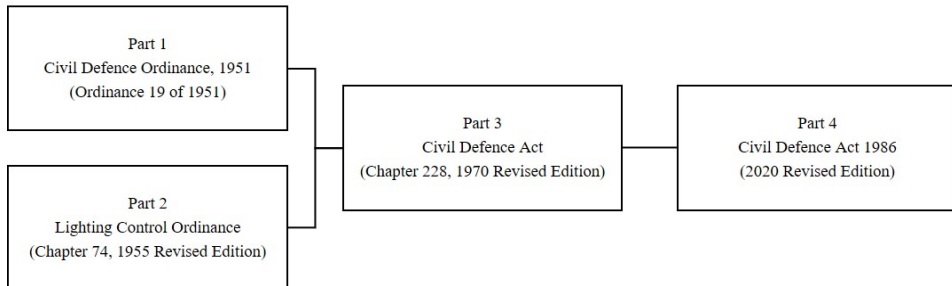 Part 1
Civil Defence Ordinance, 1951
(Ordinance 19 of 1951)
Part 2
Lighting Control Ordinance
(Chapter 74, 1955 Revised Edition)
Part 3
Civil Defence Act
(Chapter 228, 1970 Revised Edition)
Part 4
Civil Defence Act 1986
(2020 Revised Edition)